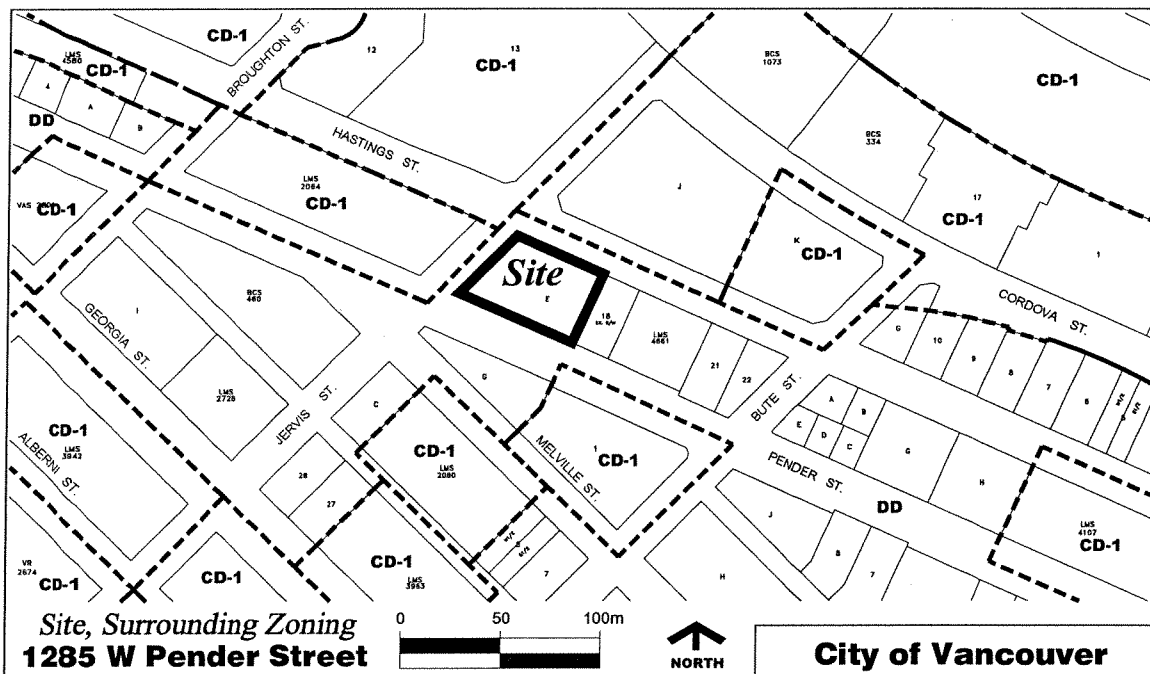 CD-1
BROUGHTON ST.
12
13
CD-1
BCS
1073
CD-1
LMS
4580
CD-1
A
B
DD
HASTINGS ST.
BCS
334
LMS
2064
CD-1
J
17
CD-1
1
CD-1
K
CD-1
Site
E
CORDOVA ST.
I
GEORGIA ST.
BCS
460
18
LMS
4661
21
22
G
10
9
8
7
6
BUTE ST.
LMS
2728
JERVIS ST.
C
G
A
B
E
D
C
G
H
CD-1
LMS
3942
ALBERNI ST.
CD-1
LMS
2080
MELVILLE ST.
1
CD-1
PENDER ST.
DD
28
27
J
8
7
LMS
4107
CD-1
VR
2674
CD-1
CD-1
CD-1
LMS
3963
7
H
Site, Surrounding Zoning
1285 W Pender Street
0 50 100m
NORTH
City of Vancouver